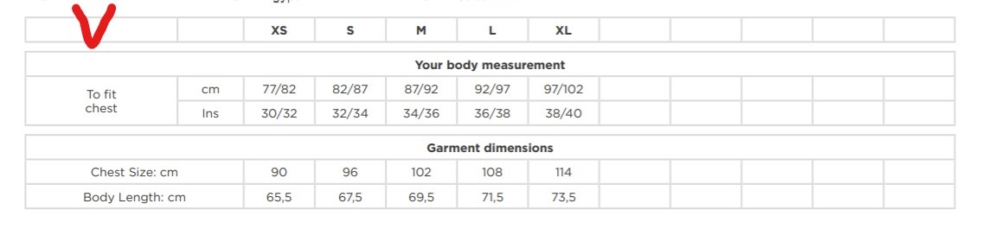 XS S M L XL
Your body measurement
To fit chest cm 77/82 82/87 87/92 92/97 97/102
Ins 30/32 32/34 34/36 36/38 38/40
Garment dimensions
Chest Size: cm 90 96 102 108 114
Body Length: cm 65,5 67,5 69,5 71,5 73,5